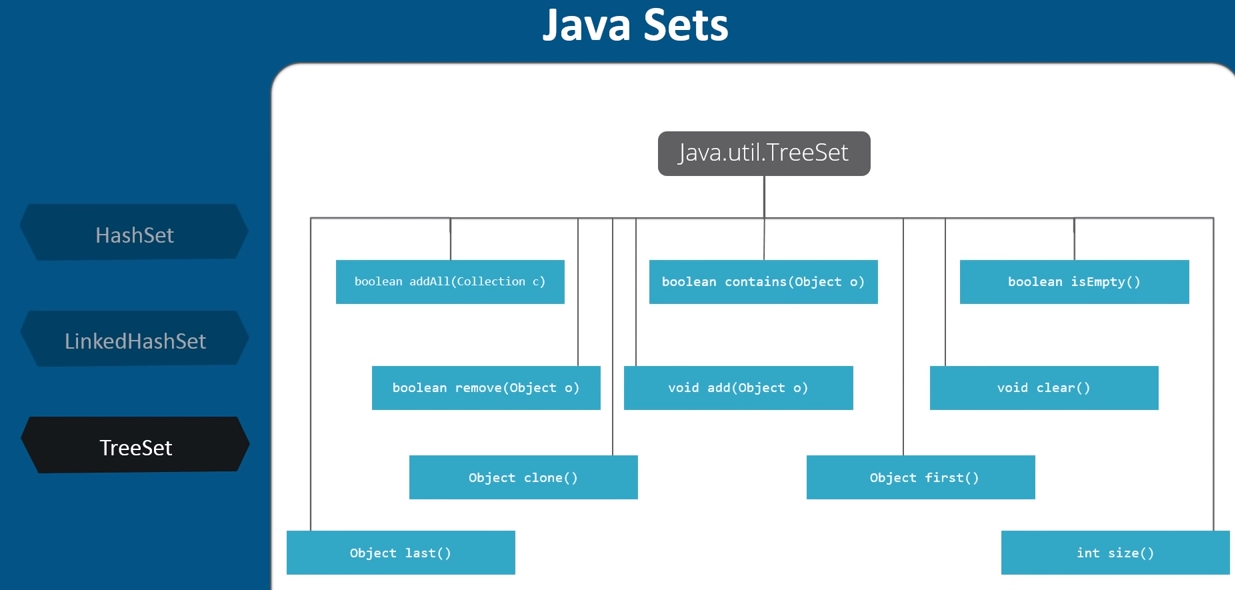 Java Sets
Java.util.TreeSet
HashSet
LinkedHashSet
TreeSet
boolean addAll(Collection c)
boolean contains(Object o)
boolean isEmpty()
boolean remove(Object o)
void add(Object o)
void clear()
Object clone()
Object first()
Object last()
int size()